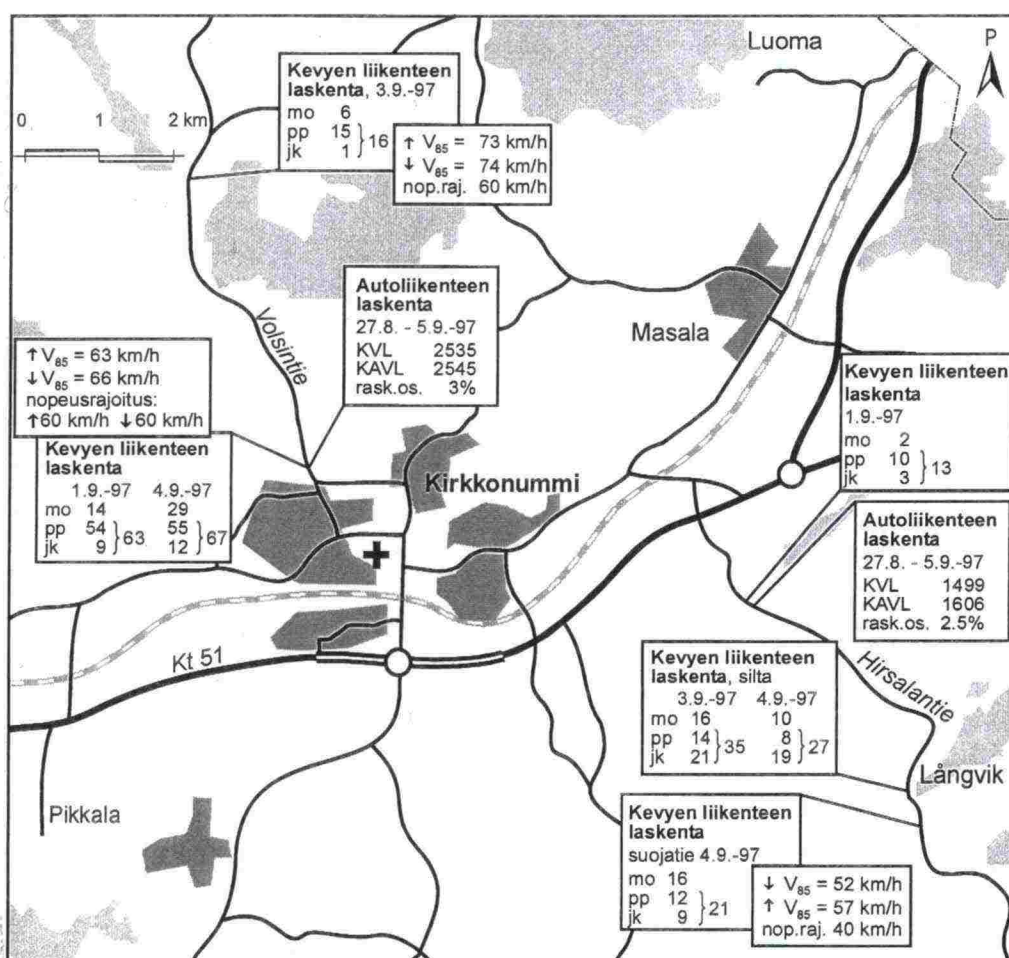 Luoma
P
Kevyen liikenteen
laskenta, 3.9.-97
mo 6
pp 15
jk 1 }16
↑ V85 = 73 km/h
↓ V85 = 74 km/h
nop.raj. 60 km/h
0 1 2 km
Autoliikenteen
laskenta
27.8. - 5.9.-97
KVL 2535
KAVL 2545
rask.os. 3%
Volsintie
Masala
↑ V85 = 63 km/h
↓ V85 = 66 km/h
nopeusrajoitus:
↑60 km/h ↓60 km/h
Kevyen liikenteen
laskenta
1.9.-97 4.9.-97
mo 14 29
pp 54 }63 55 }67
jk 9 12
Kirkkonummi
Kevyen liikenteen
laskenta
1.9.-97
mo 2
pp 10 }13
jk 3
Autoliikenteen
laskenta
27.8. - 5.9.-97
KVL 1499
KAVL 1606
rask.os. 2.5%
Kt 51
Kevyen liikenteen
laskenta, silta
3.9.-97 4.9.-97
mo 16 10
pp 14 }35 8 }27
jk 21 19
Hirsalantie
Långvik
Pikkala
Kevyen liikenteen
laskenta
suojatie 4.9.-97
mo 16
pp 12 }21
jk 9
↓ V85 = 52 km/h
↑ V85 = 57 km/h
nop.raj. 40 km/h